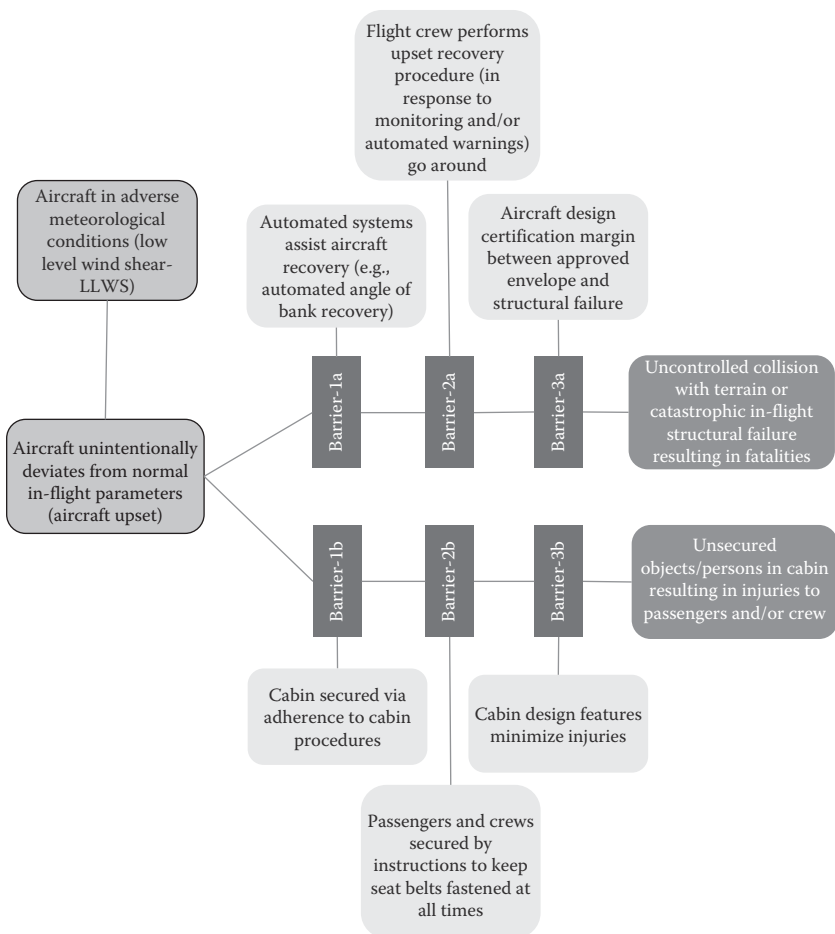 Flight crew performs
upset recovery
procedure (in
response to
monitoring and/or
automated warnings)
go around
Aircraft in adverse
meteorological
conditions (low
level wind shear-
LLWS)
Automated systems
assist aircraft
recovery (e.g.,
automated angle of
bank recovery)
Aircraft design
certification margin
between approved
envelope and
structural failure
Barrier-1a
Barrier-2a
Barrier-3a
Uncontrolled collision
with terrain or
catastrophic in-flight
structural failure
resulting in fatalities
Aircraft unintentionally
deviates from normal
in-flight parameters
(aircraft upset)
Barrier-1b
Barrier-2b
Barrier-3b
Unsecured
objects/persons in cabin
resulting in injuries to
passengers and/or crew
Cabin secured via
adherence to cabin
procedures
Cabin design features
minimize injuries
Passengers and crews
secured by
instructions to keep
seat belts fastened at
all times